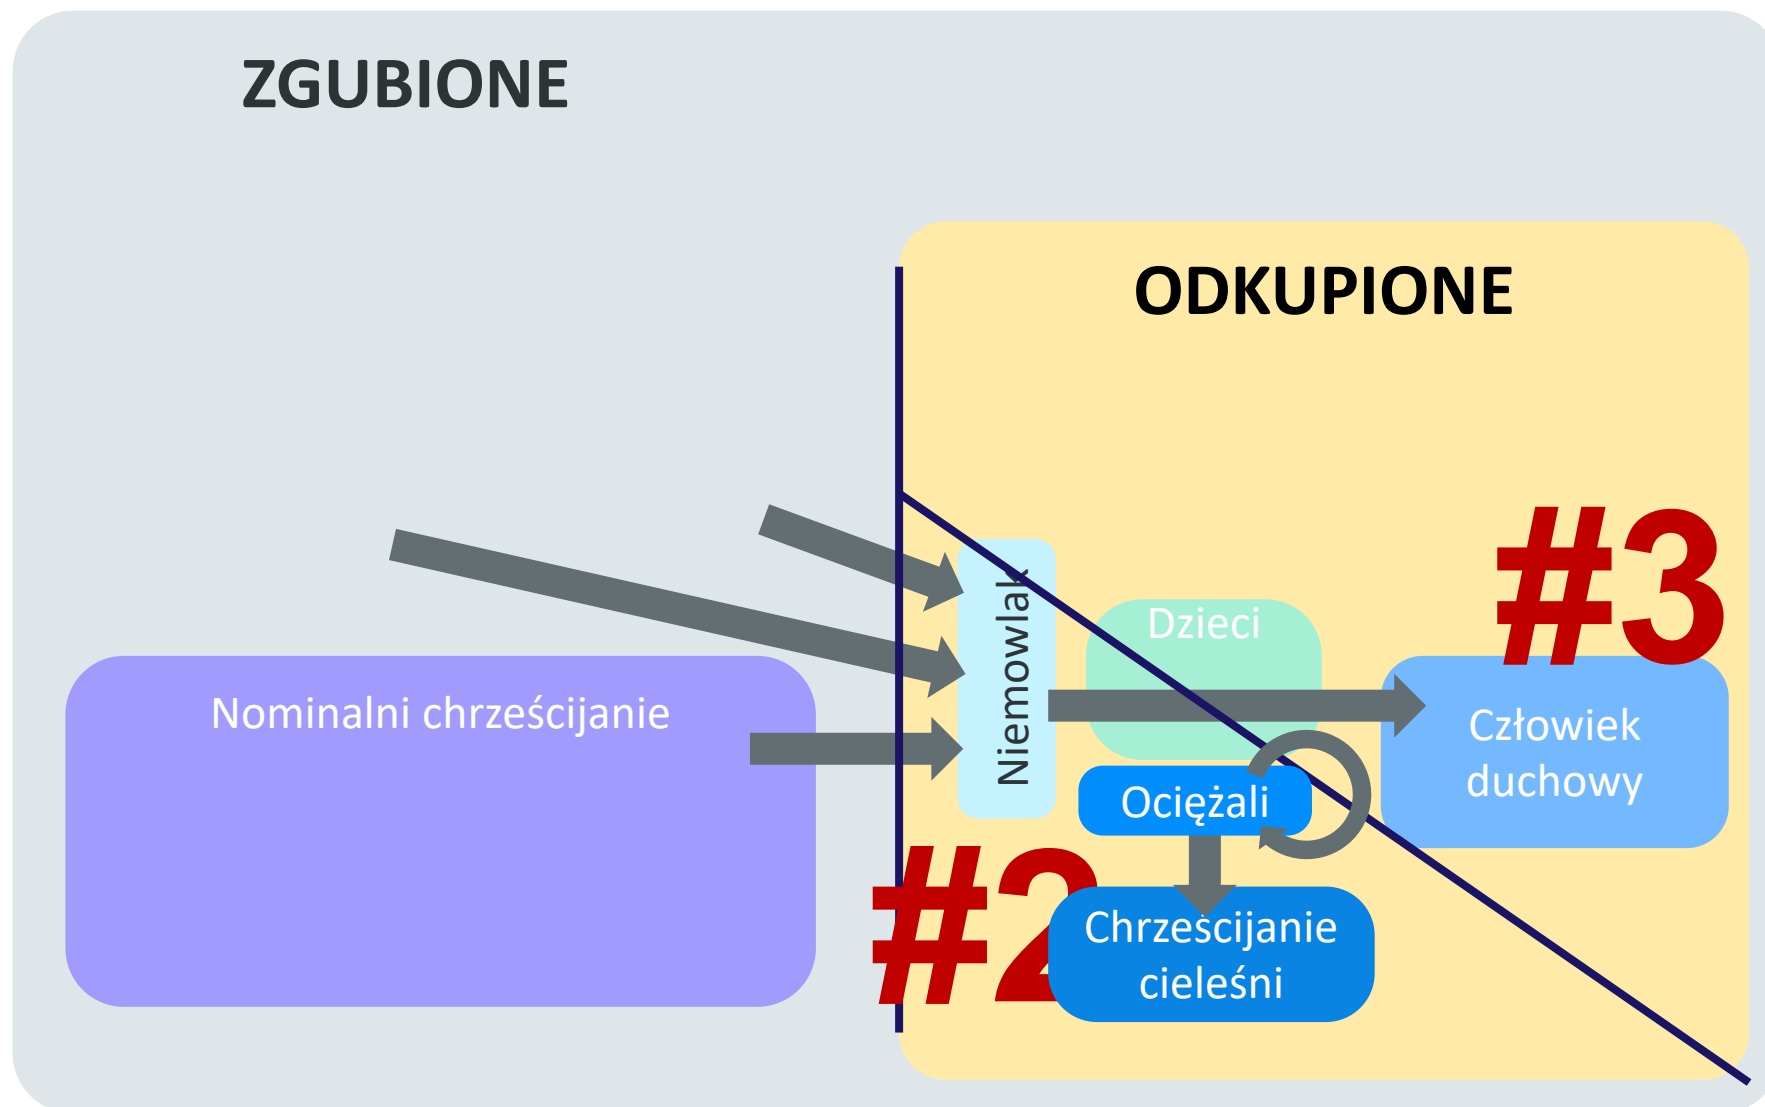 ZGUBIONE
ODKUPIONE
#3
Niemowlak
Dzieci
Nominalni chrześcijanie
Człowiek
duchowy
Ociężali
#2
Chrześcijanie
cieleśni